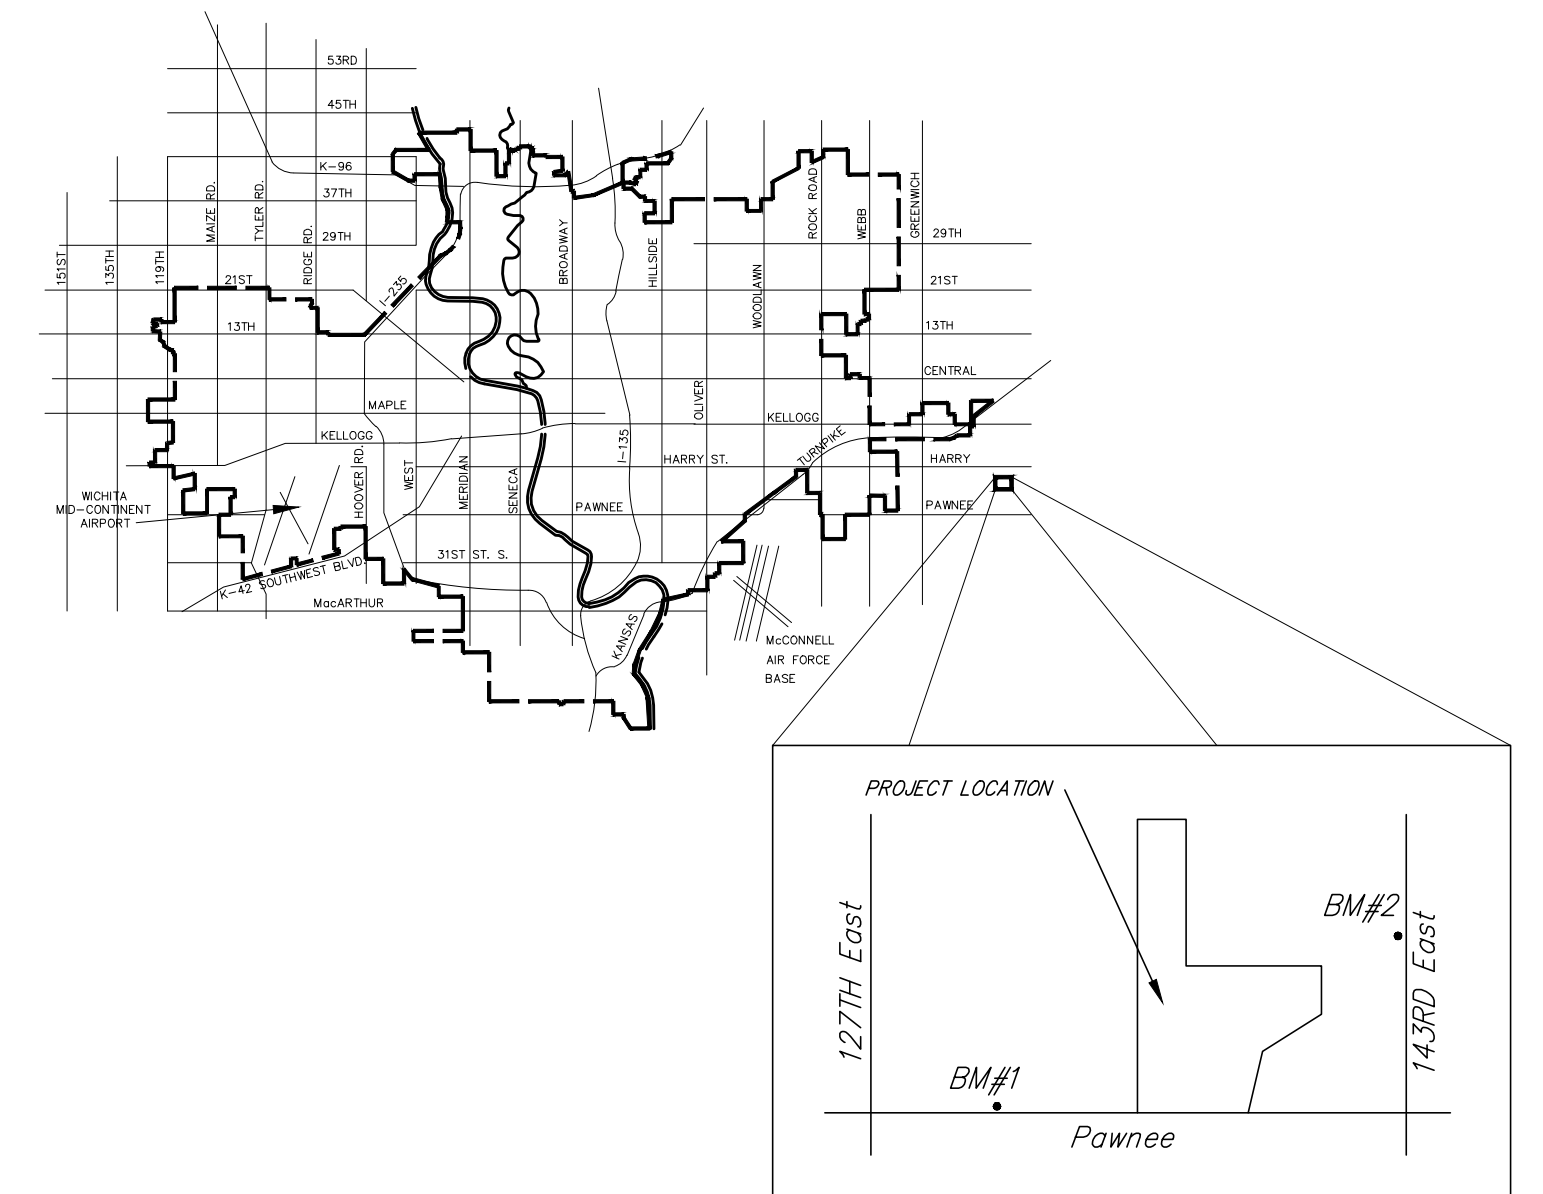 53RD
45TH
K-96
37TH
29TH
MAIZE RD.
TYLER RD.
RIDGE RD.
151ST
135TH
119TH
21ST
I-235
13TH
BROADWAY
HILLSIDE
WOODLAWN
ROCK ROAD
WEBB
GREENWICH
29TH
21ST
13TH
CENTRAL
MAPLE
KELLOGG
OLIVER
KELLOGG
TURNPIKE
I-135
HARRY ST.
HARRY
HOOVER RD.
WEST
MERIDIAN
SENECA
WICHITA
MID-CONTINENT
AIRPORT
PAWNEE
PAWNEE
31ST ST. S.
K-42 SOUTHWEST BLVD.
MacARTHUR
KANSAS
McCONNELL
AIR FORCE
BASE
PROJECT LOCATION
127TH East
BM#2
143RD East
BM#1
Pawnee